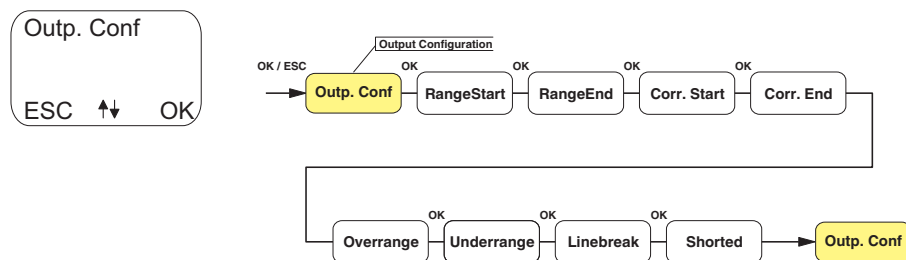 Outp. Conf
ESC OK
Output Configuration
OK / ESC
OK
OK
OK
OK
Outp. Conf
RangeStart
RangeEnd
Corr. Start
Corr. End
OK
OK
OK
Overrange
Underrange
Linebreak
Shorted
Outp. Conf